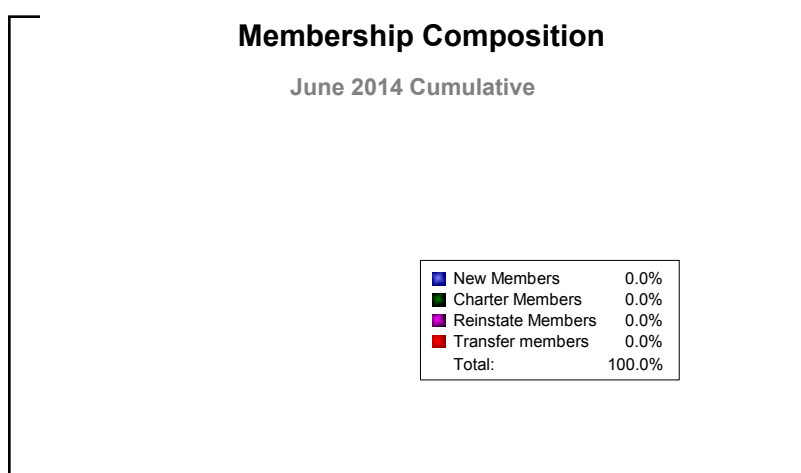 Membership Composition
June 2014 Cumulative
New Members 0.0%
Charter Members 0.0%
Reinstate Members 0.0%
Transfer members 0.0%
Total: 100.0%